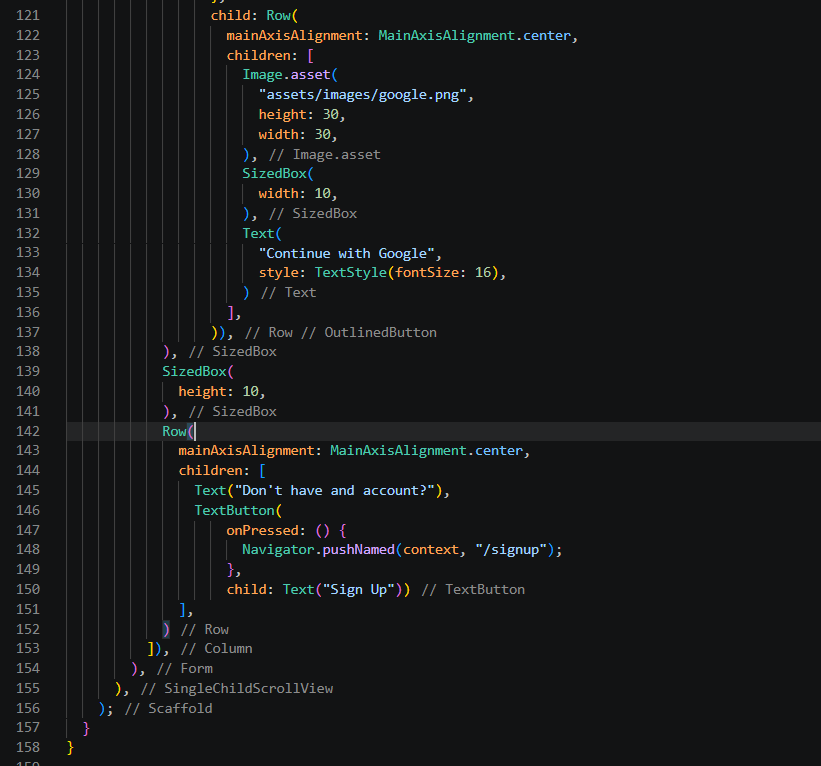 121 child: Row(
122 mainAxisAlignment: MainAxisAlignment.center,
123 children: [
124 Image.asset(
125 "assets/images/google.png",
126 height: 30,
127 width: 30,
128 ), // Image.asset
129 SizedBox(
130 width: 10,
131 ), // SizedBox
132 Text(
133 "Continue with Google",
134 style: TextStyle(fontSize: 16),
135 ) // Text
136 ],
137 )), // Row // OutlinedButton
138 ), // SizedBox
139 SizedBox(
140 height: 10,
141 ), // SizedBox
142 Row(
143 mainAxisAlignment: MainAxisAlignment.center,
144 children: [
145 Text("Don't have and account?"),
146 TextButton(
147 onPressed: () {
148 Navigator.pushNamed(context, "/signup");
149 },
150 child: Text("Sign Up")) // TextButton
151 ],
152 ) // Row
153 ]), // Column
154 ), // Form
155 ), // SingleChildScrollView
156 ); // Scaffold
157 }
158 }